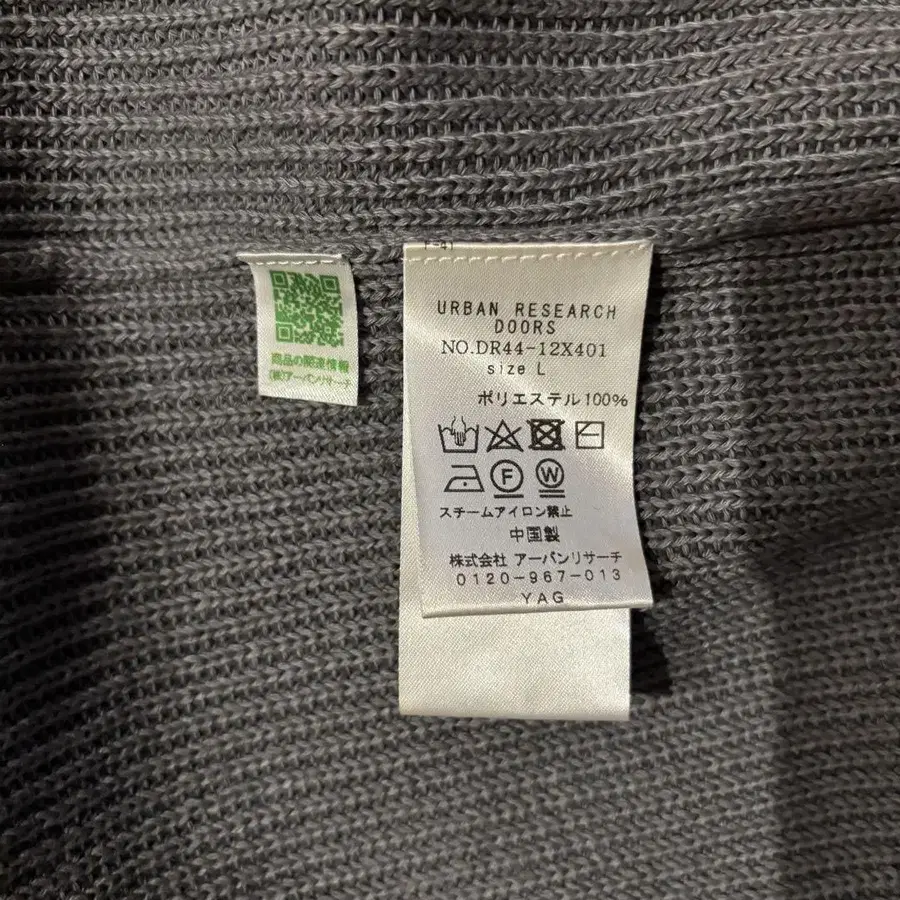 商品の関連情報
(株)アーバンリサーチ
URBAN RESEARCH
DOORS
NO.DR44-12X401
size L
ポリエステル100%
F W
スチームアイロン禁止
中国製
株式会社 アーバンリサーチ
0120-967-013
YAG